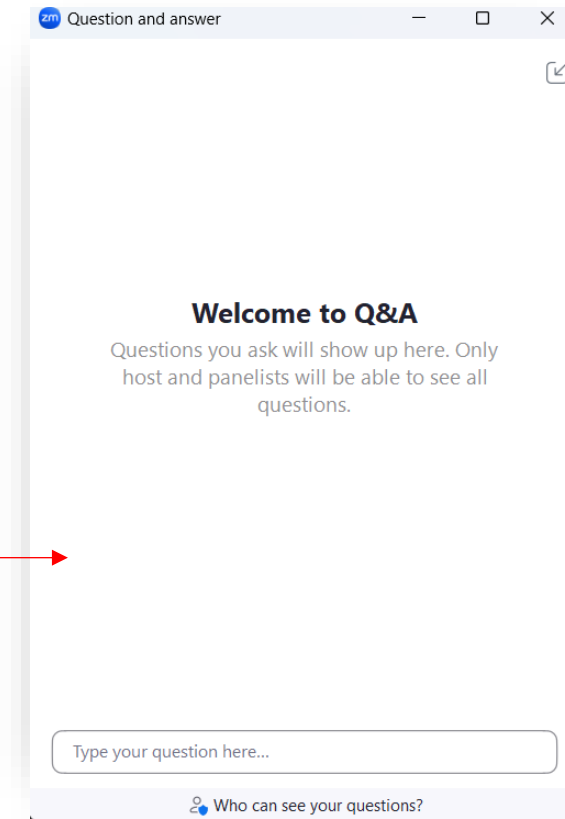 zm Question and answer
Welcome to Q&A
Questions you ask will show up here. Only
host and panelists will be able to see all
questions.
Type your question here...
Who can see your questions?